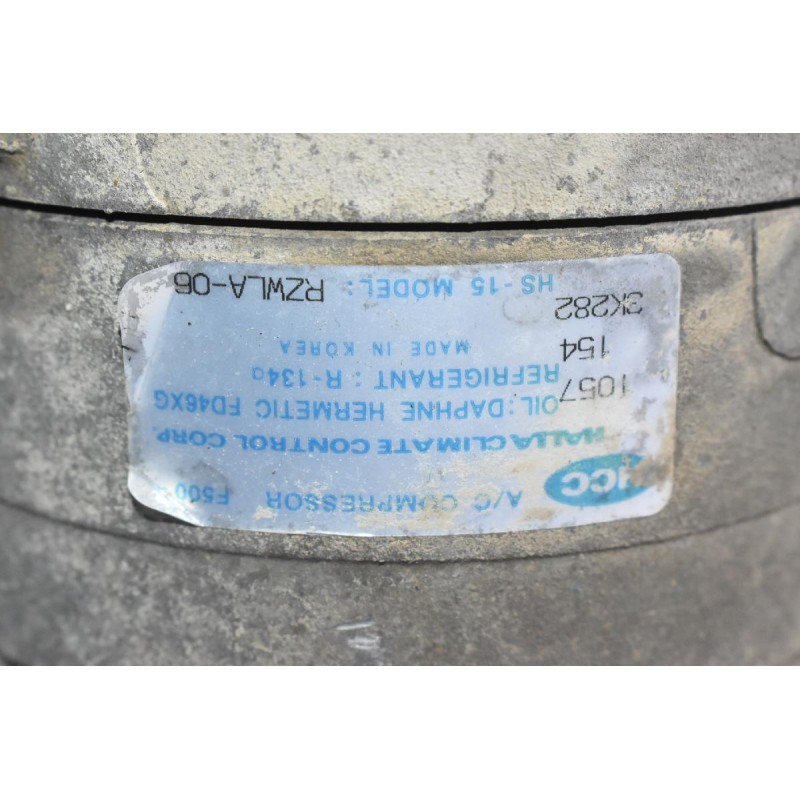 HCC A/C COMPRESSOR F500-
HALLA CLIMATE CONTROL CORP.
OIL: DAPHNE HERMETIC FD46XG
1057
REFRIGERANT: R-134a
154
MADE IN KOREA
3K282
HS-15 MODEL: RZWLA-06